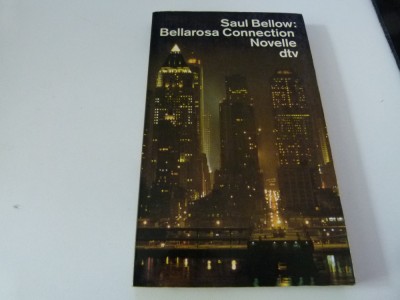 Saul Bellow:
Bellarosa Connection
Novelle
dtv